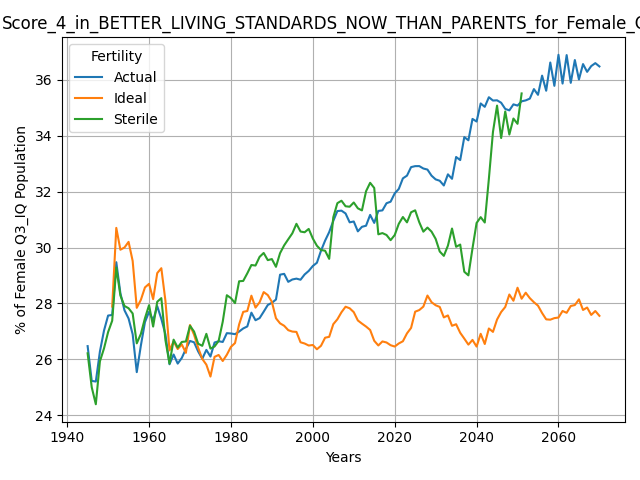 Score_4_in_BETTER_LIVING_STANDARDS_NOW_THAN_PARENTS_for_Female_
Fertility
Actual
Ideal
Sterile
% of Female Q3_IQ Population
36
34
32
30
28
26
24
1940
1960
1980
2000
2020
2040
2060
Years